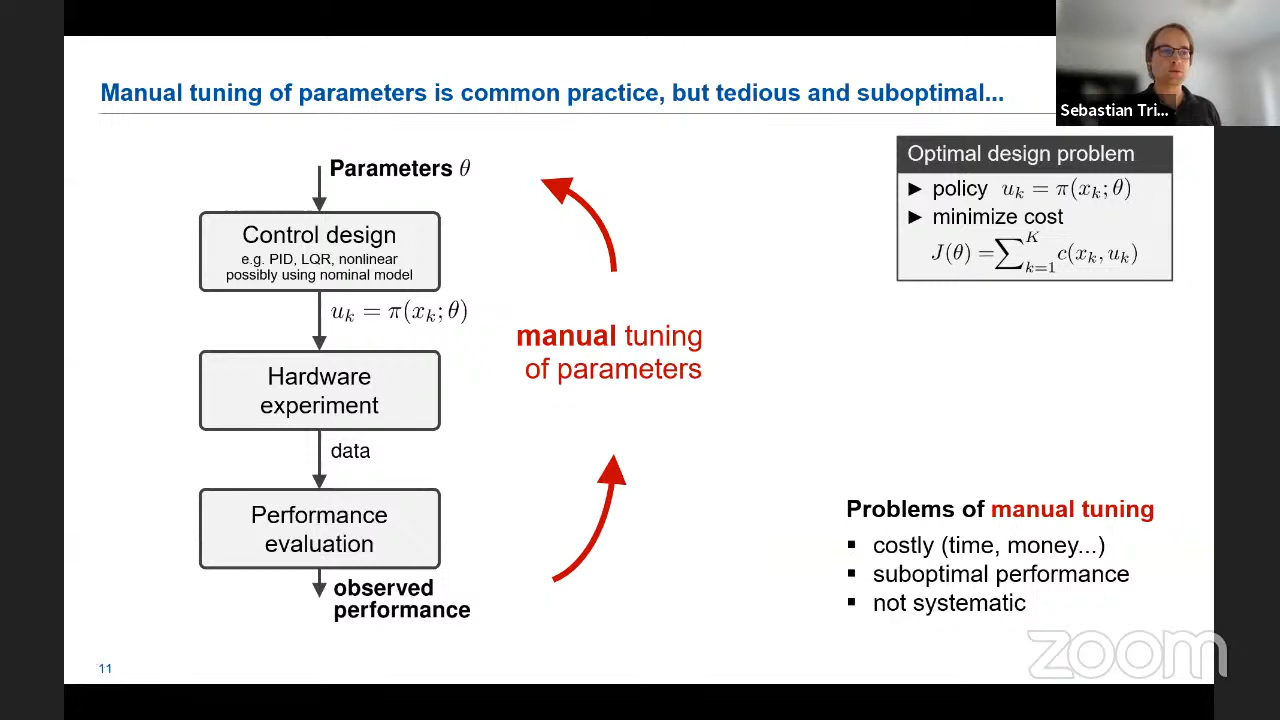 Manual tuning of parameters is common practice, but tedious and suboptimal...
Sebastian Tri...
Parameters θ
Control design
e.g. PID, LQR, nonlinear
possibly using nominal model
u_k = π(x_k; θ)
Hardware
experiment
data
Performance
evaluation
observed
performance
manual tuning
of parameters
Optimal design problem
► policy u_k = π(x_k; θ)
► minimize cost
J(θ) = ∑_{k=1}^{K} c(x_k, u_k)
Problems of manual tuning
▪ costly (time, money...)
▪ suboptimal performance
▪ not systematic
zoom
11